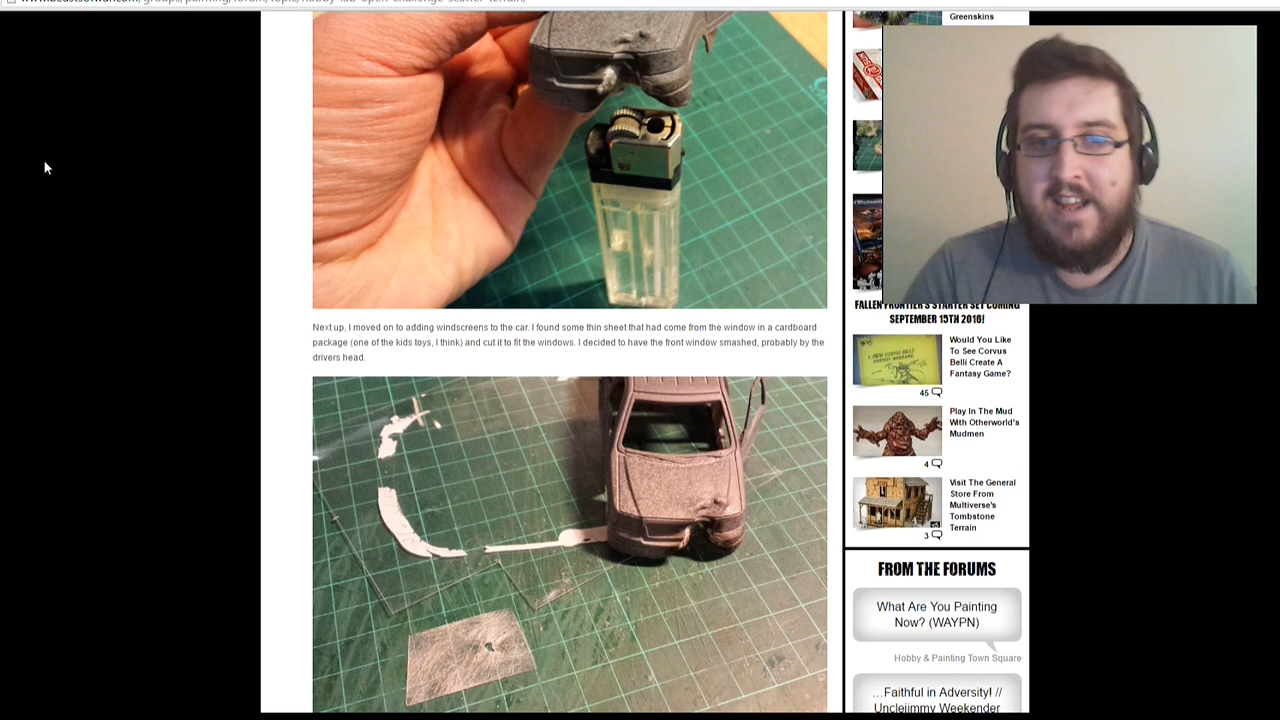 Greenskins
Next up, I moved on to adding windscreens to the car. I found some thin sheet that had come from the window in a cardboard
package (one of the kids toys, I think) and cut it to fit the windows. I decided to have the front window smashed, probably by the
drivers head.
FALLEN FRONTIER'S STARTER SET COMING
SEPTEMBER 15TH 2016!
Would You Like
To See Corvus
Belli Create A
Fantasy Game?
45
Play In The Mud
With Otherworld's
Mudmen
4
Visit The General
Store From
Multiverse's
Tombstone
Terrain
3
FROM THE FORUMS
What Are You Painting
Now? (WAYPN)
Hobby & Painting Town Square
...Faithful in Adversity! //
Unclejimmy Weekender